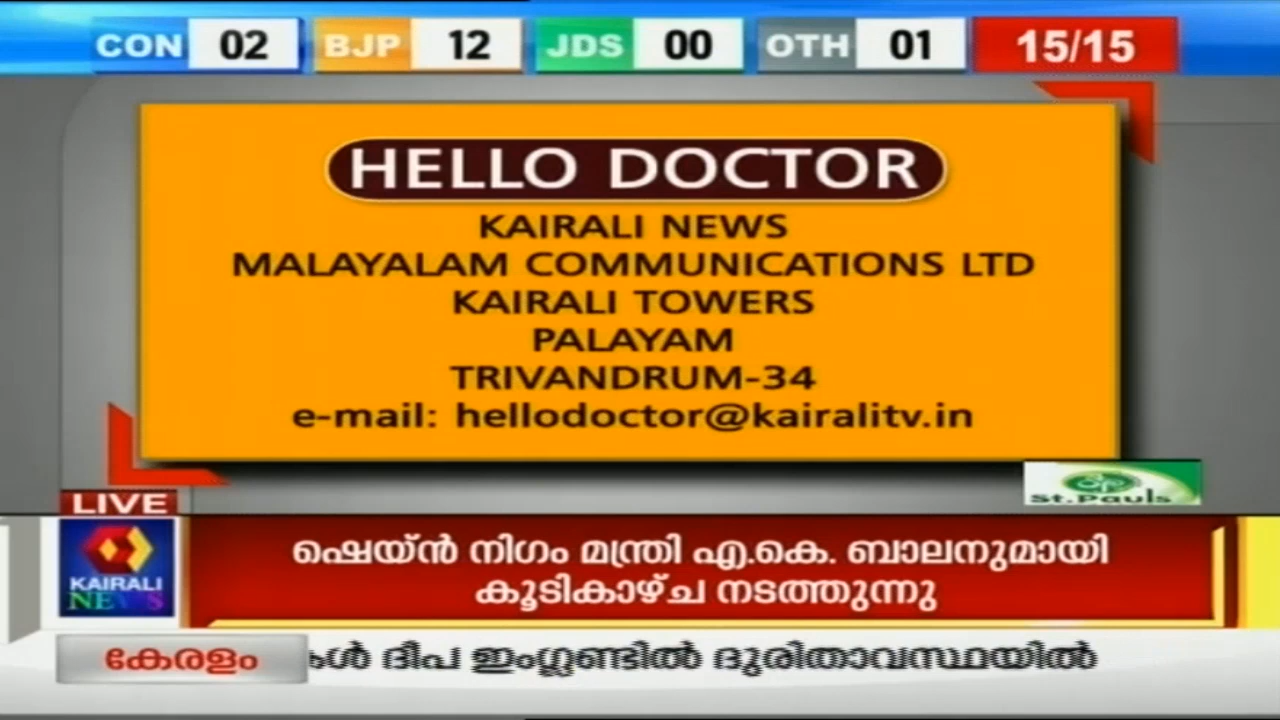 CON 02 BJP 12 JDS 00 OTH 01 15/15
HELLO DOCTOR
KAIRALI NEWS
MALAYALAM COMMUNICATIONS LTD
KAIRALI TOWERS
PALAYAM
TRIVANDRUM-34
e-mail: hellodoctor@kairalitv.in
St.Pauls
LIVE
KAIRALI
NEWS
ഷെയ്ൻ നിഗം മന്ത്രി എ.കെ. ബാലനുമായി
കൂടികാഴ്ച നടത്തുന്നു
കേരളം ദീപ ഇംഗ്ലണ്ടിൽ ദുരിതാവസ്ഥയിൽ